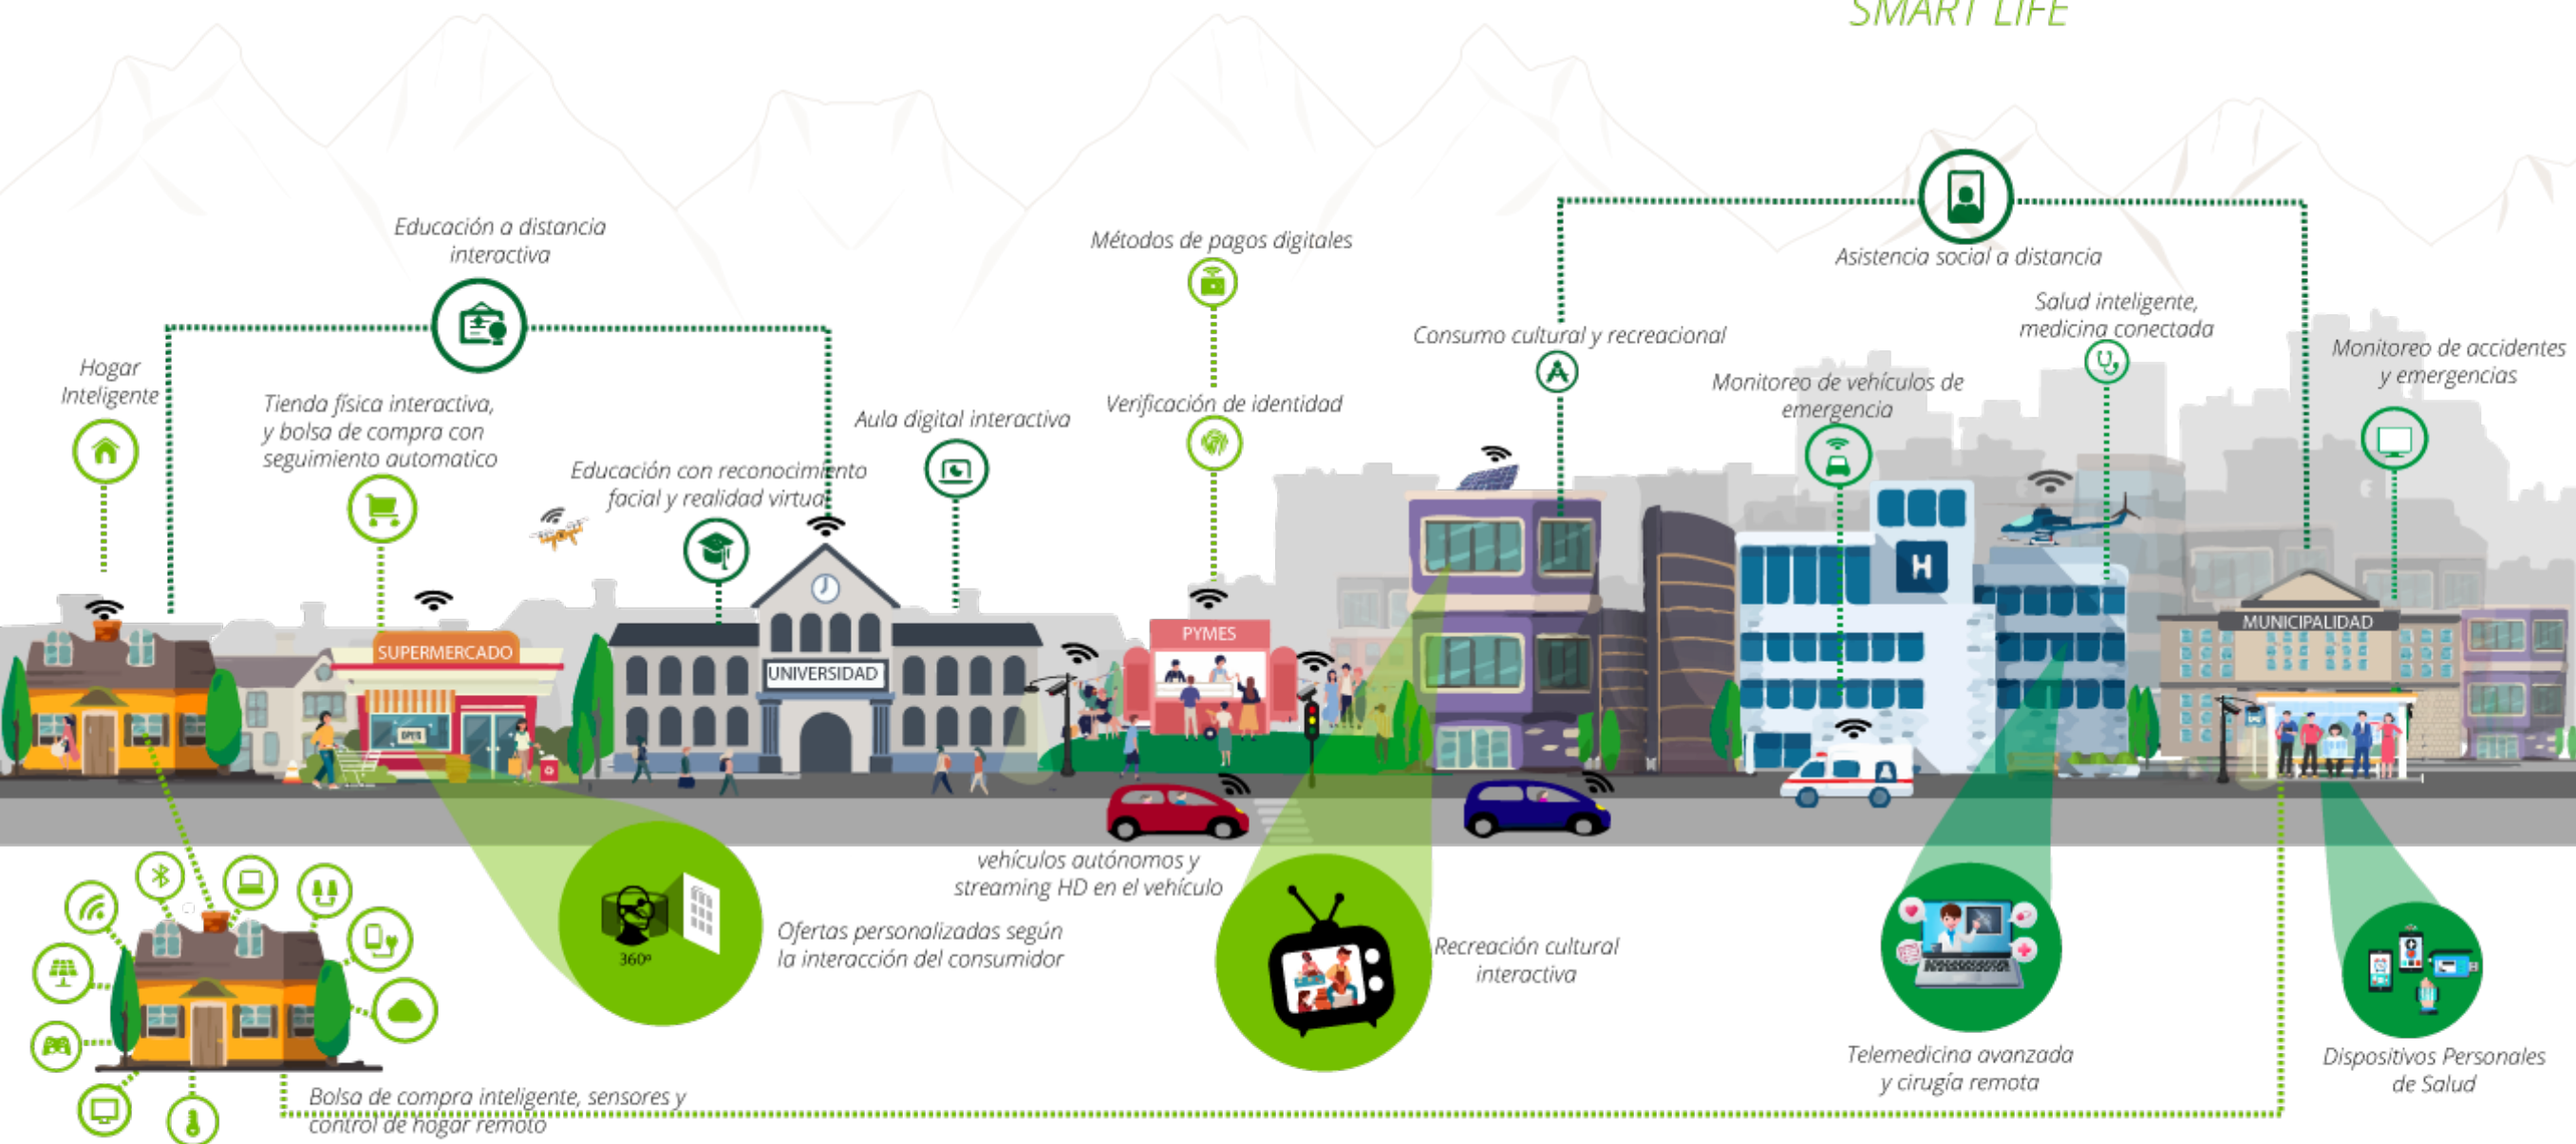 SMART LIFE
Educación a distancia
interactiva
Métodos de pagos digitales
Asistencia social a distancia
Salud inteligente,
medicina conectada
Consumo cultural y recreacional
Monitoreo de accidentes
y emergencias
Hogar
Inteligente
Monitoreo de vehículos de
emergencia
Tienda física interactiva,
y bolsa de compra con
seguimiento automatico
Verificación de identidad
Aula digital interactiva
Educación con reconocimiento
facial y realidad virtual
H
SUPERMERCADO
OPEN
UNIVERSIDAD
PYMES
MUNICIPALIDAD
vehículos autónomos y
streaming HD en el vehículo
Ofertas personalizadas según
la interacción del consumidor
360º
Recreación cultural
interactiva
Telemedicina avanzada
y cirugía remota
Dispositivos Personales
de Salud
Bolsa de compra inteligente, sensores y
control de hogar remoto